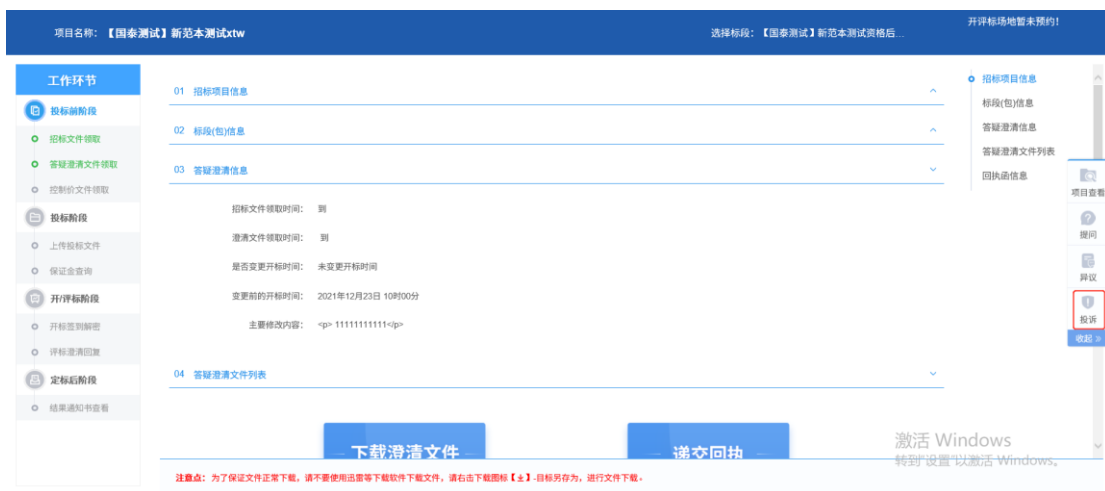 开评标场地暂未预约！
项目名称：【国泰测试】新范本测试xtw
选择标段：【国泰测试】新范本测试资格后...
工作环节
投标前阶段
招标文件领取
答疑澄清文件领取
控制价文件领取
投标阶段
上传投标文件
保证金查询
开/评标阶段
开标签到解密
评标澄清回复
定标后阶段
结果通知书查看
01 招标项目信息
02 标段(包)信息
03 答疑澄清信息
招标文件领取时间： 到
澄清文件领取时间： 到
是否变更开标时间： 未变更开标时间
变更前的开标时间： 2021年12月23日 10时00分
主要修改内容： <p> 11111111111</p>
04 答疑澄清文件列表
下载澄清文件
递交回执
招标项目信息
标段(包)信息
答疑澄清信息
答疑澄清文件列表
回执函信息
项目查看
提问
异议
投诉
收起 »
激活 Windows
转到"设置"以激活 Windows。
注意点：为了保证文件正常下载，请不要使用迅雷等下载软件下载文件，请右击下载图标【⤓】-目标另存为，进行文件下载。